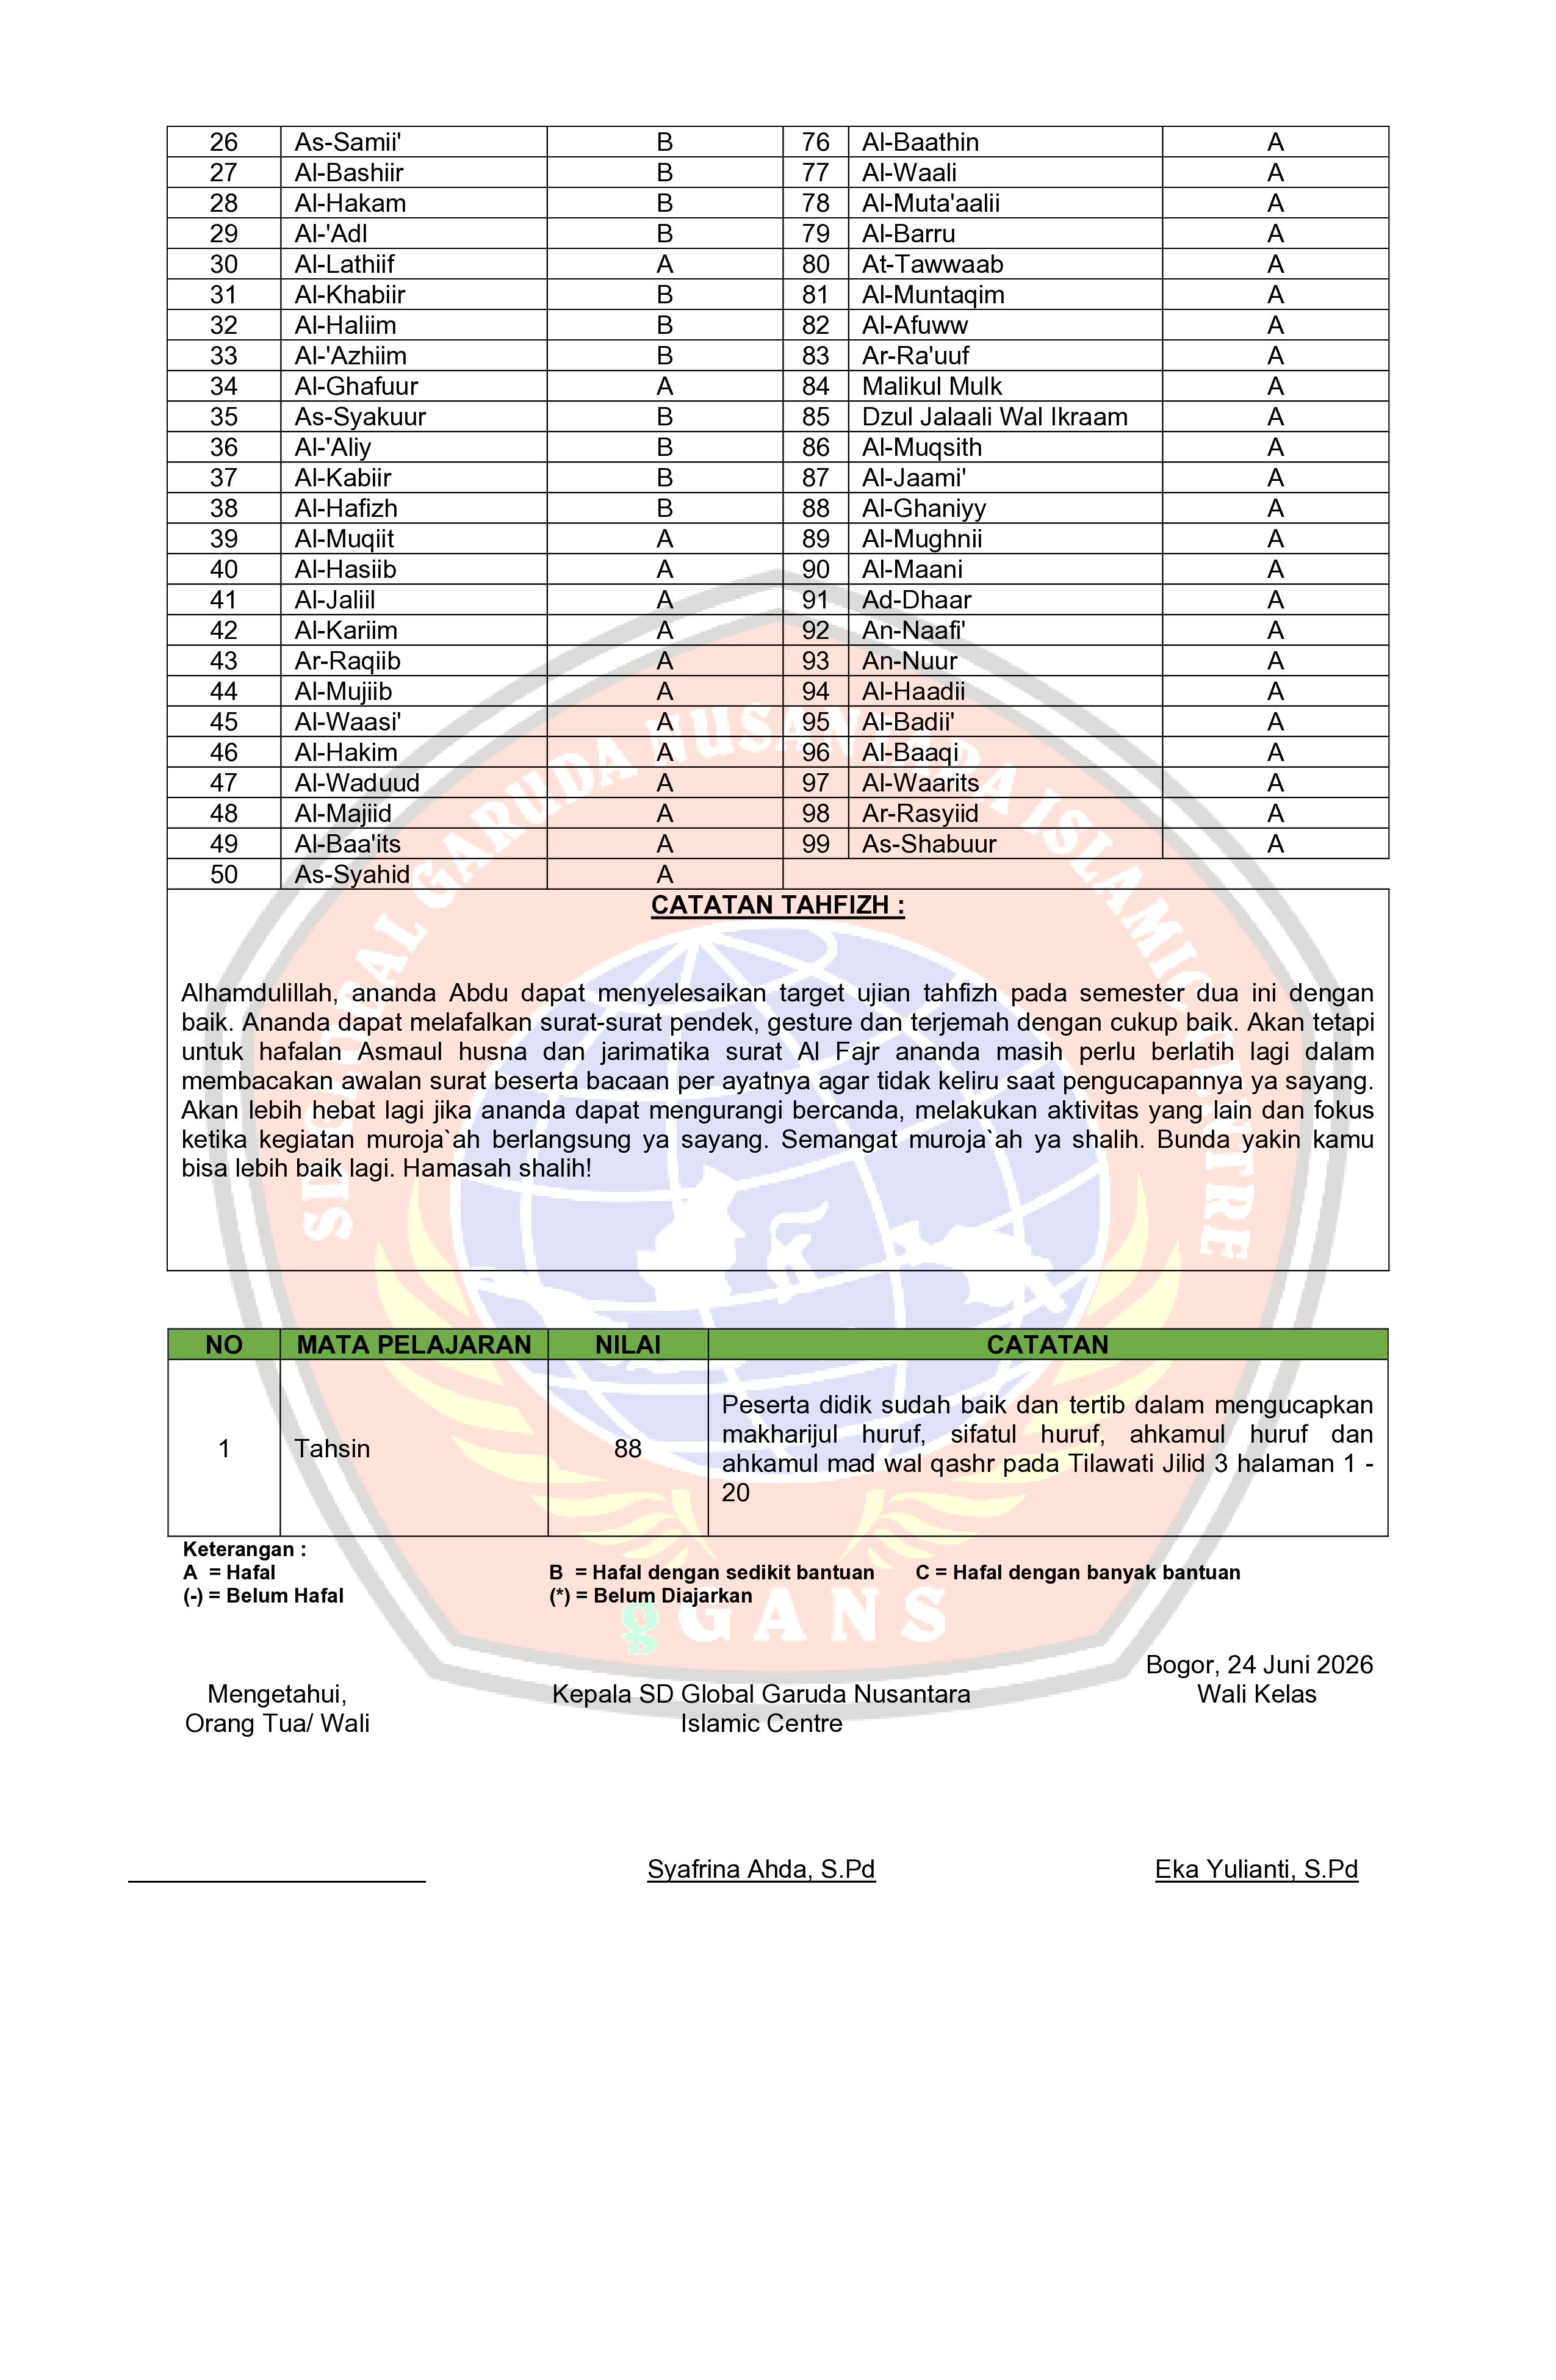 26 As-Samii' B 76 Al-Baathin A
27 Al-Bashiir B 77 Al-Waali A
28 Al-Hakam B 78 Al-Muta'aalii A
29 Al-'Adl B 79 Al-Barru A
30 Al-Lathiif A 80 At-Tawwaab A
31 Al-Khabiir B 81 Al-Muntaqim A
32 Al-Haliim B 82 Al-Afuww A
33 Al-'Azhiim B 83 Ar-Ra'uuf A
34 Al-Ghafuur A 84 Malikul Mulk A
35 As-Syakuur B 85 Dzul Jalaali Wal Ikraam A
36 Al-'Aliy B 86 Al-Muqsith A
37 Al-Kabiir B 87 Al-Jaami' A
38 Al-Hafizh B 88 Al-Ghaniyy A
39 Al-Muqiit A 89 Al-Mughnii A
40 Al-Hasiib A 90 Al-Maani A
41 Al-Jaliil A 91 Ad-Dhaar A
42 Al-Kariim A 92 An-Naafi' A
43 Ar-Raqiib A 93 An-Nuur A
44 Al-Mujiib A 94 Al-Haadii A
45 Al-Waasi' A 95 Al-Badii' A
46 Al-Hakim A 96 Al-Baaqi A
47 Al-Waduud A 97 Al-Waarits A
48 Al-Majiid A 98 Ar-Rasyiid A
49 Al-Baa'its A 99 As-Shabuur A
50 As-Syahid A
CATATAN TAHFIZH :
Alhamdulillah, ananda Abdu dapat menyelesaikan target ujian tahfizh pada semester dua ini dengan
baik. Ananda dapat melafalkan surat-surat pendek, gesture dan terjemah dengan cukup baik. Akan tetapi
untuk hafalan Asmaul husna dan jarimatika surat Al Fajr ananda masih perlu berlatih lagi dalam
membacakan awalan surat beserta bacaan per ayatnya agar tidak keliru saat pengucapannya ya sayang.
Akan lebih hebat lagi jika ananda dapat mengurangi bercanda, melakukan aktivitas yang lain dan fokus
ketika kegiatan muroja`ah berlangsung ya sayang. Semangat muroja`ah ya shalih. Bunda yakin kamu
bisa lebih baik lagi. Hamasah shalih!
NO MATA PELAJARAN NILAI CATATAN
1 Tahsin 88 Peserta didik sudah baik dan tertib dalam mengucapkan
makharijul huruf, sifatul huruf, ahkamul huruf dan
ahkamul mad wal qashr pada Tilawati Jilid 3 halaman 1 -
20
Keterangan :
A = Hafal B = Hafal dengan sedikit bantuan C = Hafal dengan banyak bantuan
(-) = Belum Hafal (*) = Belum Diajarkan
SD GLOBAL GARUDA NUSANTARA ISLAMIC CENTRE
g GANS
Bogor, 24 Juni 2026
Mengetahui, Kepala SD Global Garuda Nusantara Wali Kelas
Orang Tua/ Wali Islamic Centre
Syafrina Ahda, S.Pd Eka Yulianti, S.Pd